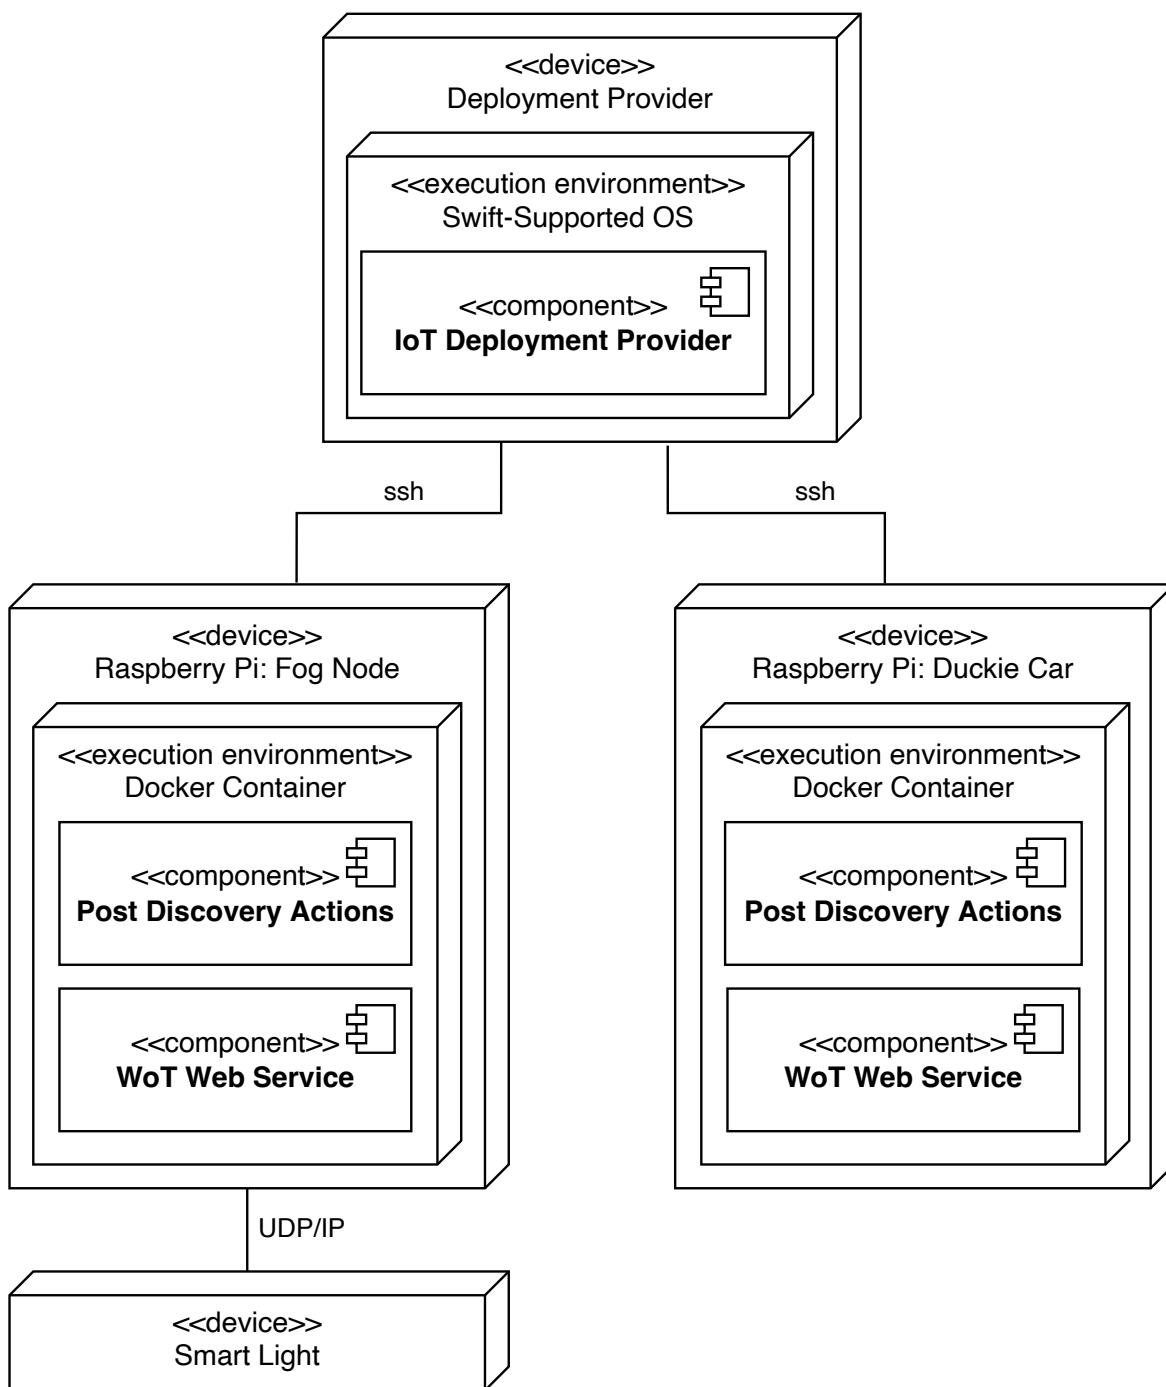 <<device>>
Deployment Provider
<<execution environment>>
Swift-Supported OS
<<component>>
IoT Deployment Provider
ssh
ssh
<<device>>
Raspberry Pi: Fog Node
<<execution environment>>
Docker Container
<<component>>
Post Discovery Actions
<<component>>
WoT Web Service
<<device>>
Raspberry Pi: Duckie Car
<<execution environment>>
Docker Container
<<component>>
Post Discovery Actions
<<component>>
WoT Web Service
UDP/IP
<<device>>
Smart Light